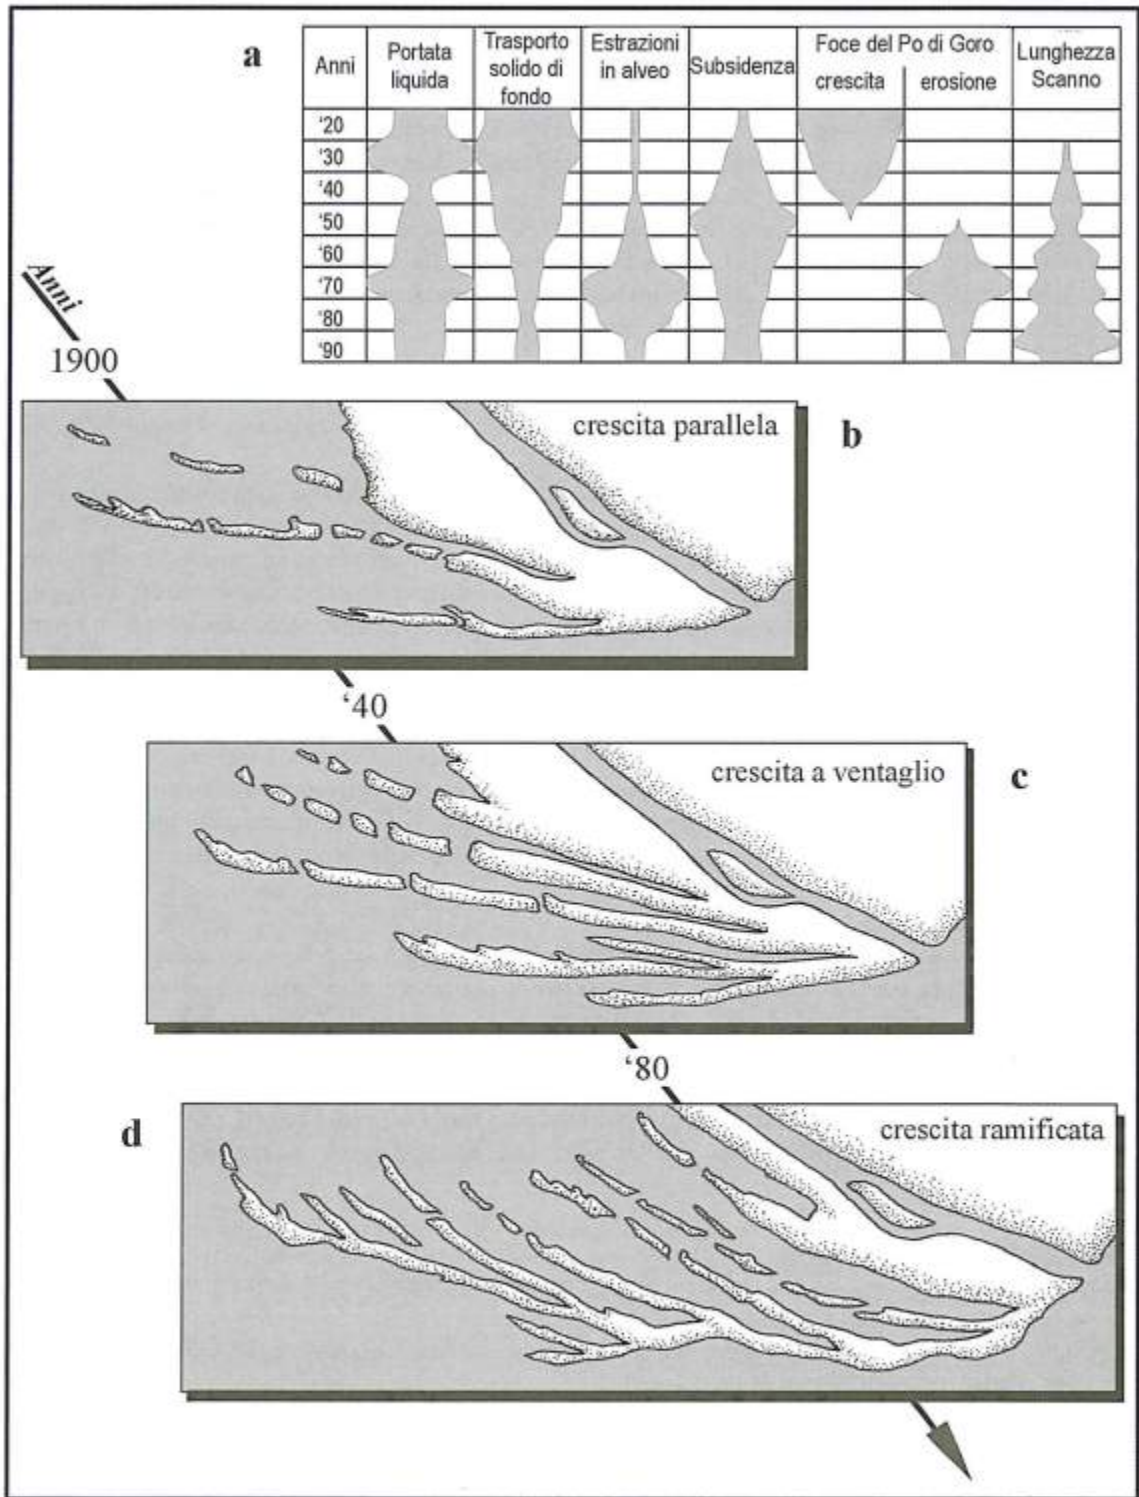 a
Anni
Portata
liquida
Trasporto
solido di
fondo
Estrazioni
in alveo
Subsidenza
Foce del Po di Goro
crescita
erosione
Lunghezza
Scanno
‘20
‘30
‘40
‘50
‘60
‘70
‘80
‘90
Anni
1900
crescita parallela
b
‘40
crescita a ventaglio
c
‘80
d
crescita ramificata